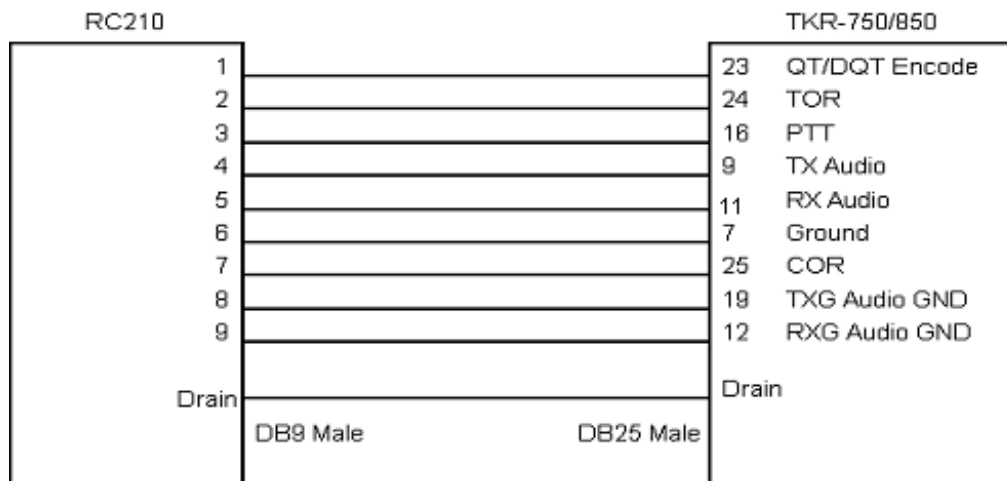 RC210 TKR-750/850
1 23 QT/DQT Encode
2 24 TOR
3 16 PTT
4 9 TX Audio
5 11 RX Audio
6 7 Ground
7 25 COR
8 19 TXG Audio GND
9 12 RXG Audio GND
Drain Drain
DB9 Male DB25 Male